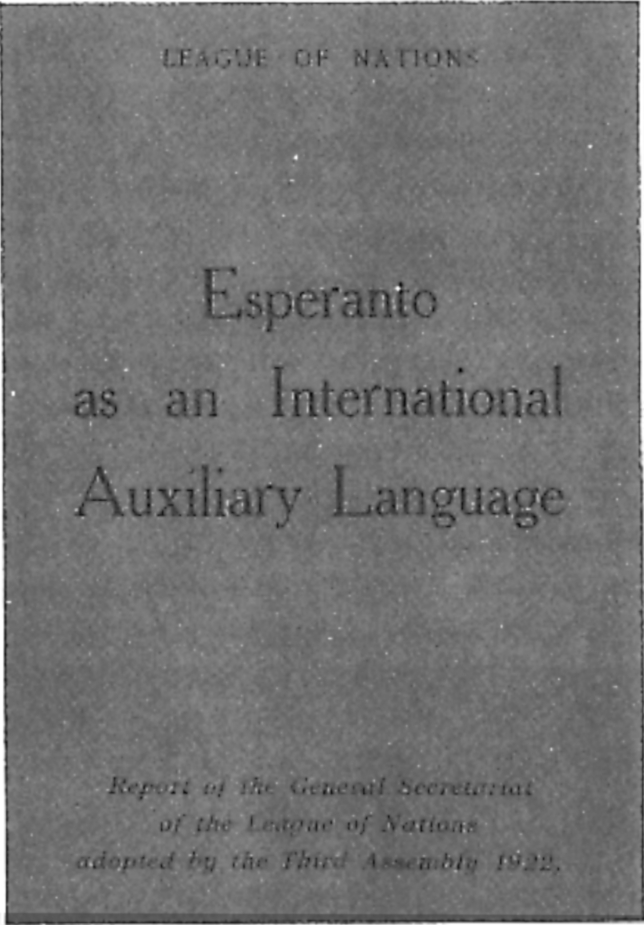 LEAGUE OF NATIONS
Esperanto
as an International
Auxiliary Language
Report of the General Secretariat
of the League of Nations
adopted by the Third Assembly 1922.